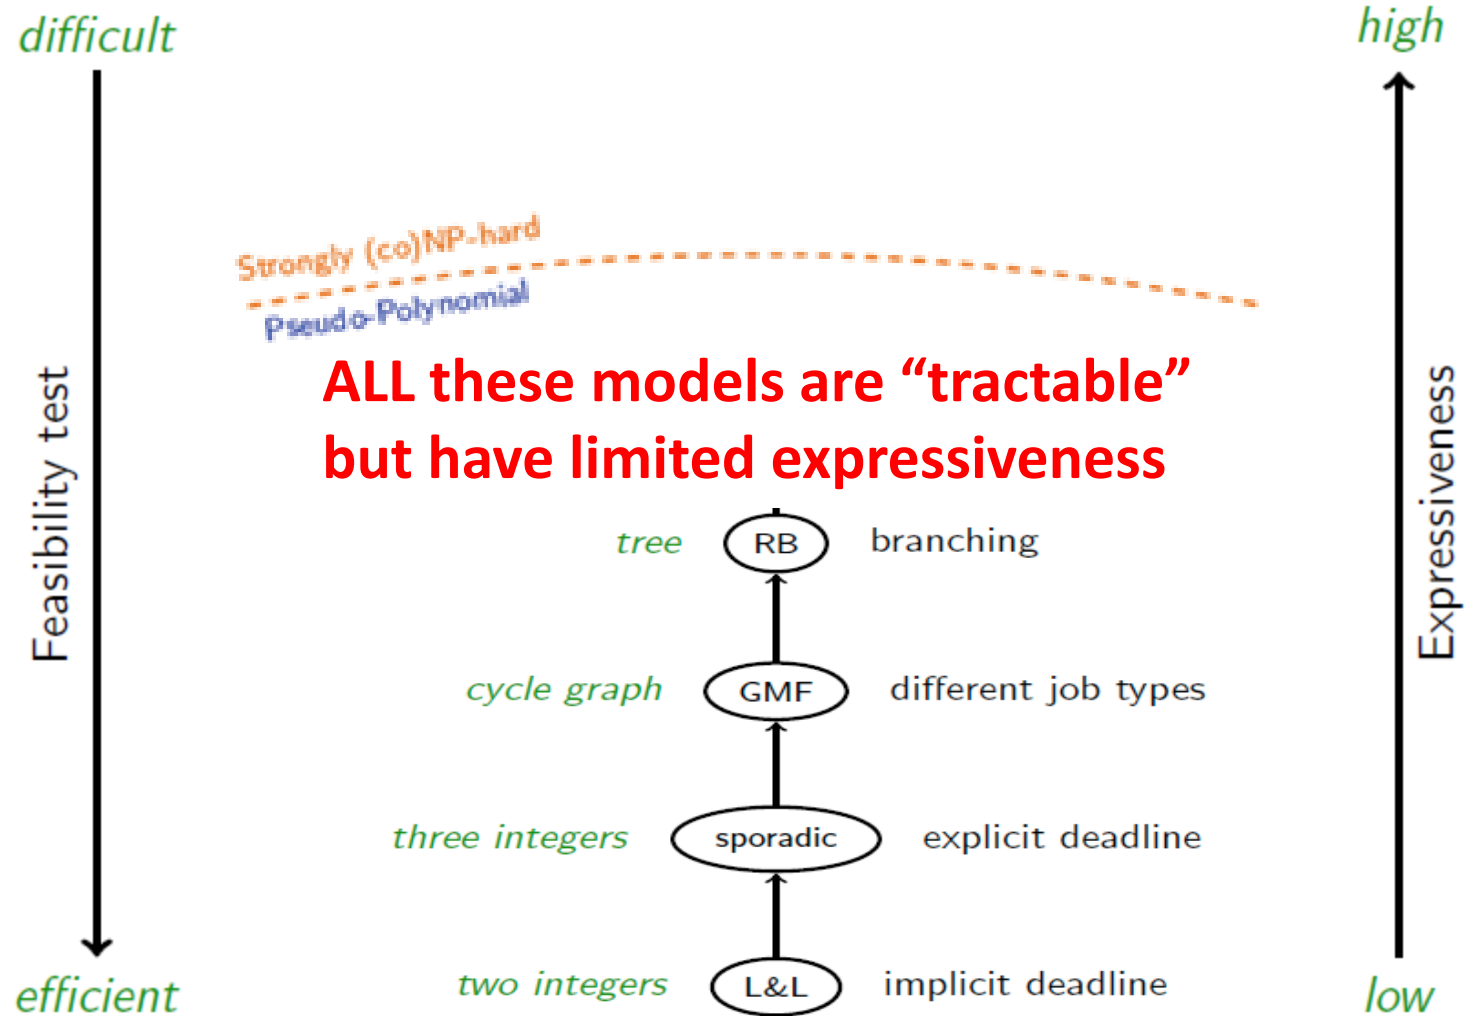 difficult
high
Strongly (co)NP-hard
Pseudo-Polynomial
ALL these models are “tractable”
but have limited expressiveness
Feasibility test
Expressiveness
tree RB branching
cycle graph GMF different job types
three integers sporadic explicit deadline
two integers L&L implicit deadline
efficient
low